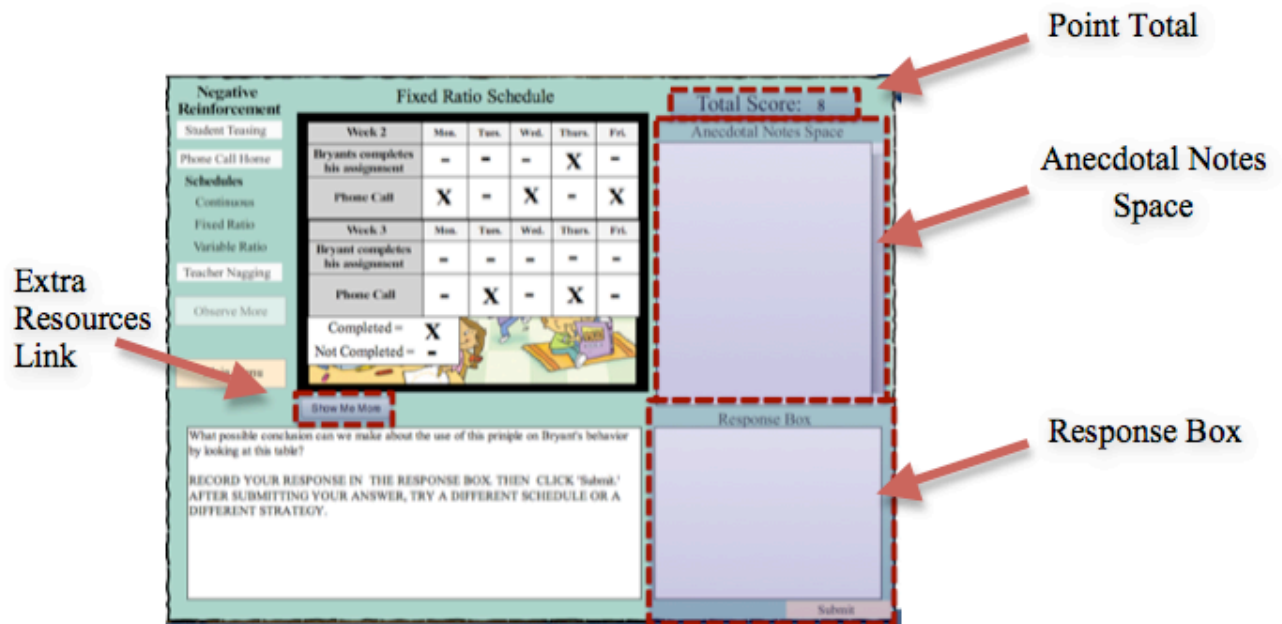 Point Total
Negative
Reinforcement
Student Teasing
Phone Call Home
Schedules
Continuous
Fixed Ratio
Variable Ratio
Teacher Nagging
Observe More
Fixed Ratio Schedule
Week 2 Mon. Tues. Wed. Thurs. Fri.
Bryants completes
his assignment - - - X -
Phone Call X - X - X
Week 3 Mon. Tues. Wed. Thurs. Fri.
Bryant completes
his assignment - - - - -
Phone Call - X - X -
Completed = X
Not Completed = -
Show Me More
What possible conclusion can we make about the use of this priniple on Bryant's behavior
by looking at this table?
RECORD YOUR RESPONSE IN THE RESPONSE BOX. THEN CLICK 'Submit.'
AFTER SUBMITTING YOUR ANSWER, TRY A DIFFERENT SCHEDULE OR A
DIFFERENT STRATEGY.
Total Score: 8
Anecdotal Notes Space
Response Box
Submit
Anecdotal Notes
Space
Response Box
Extra
Resources
Link